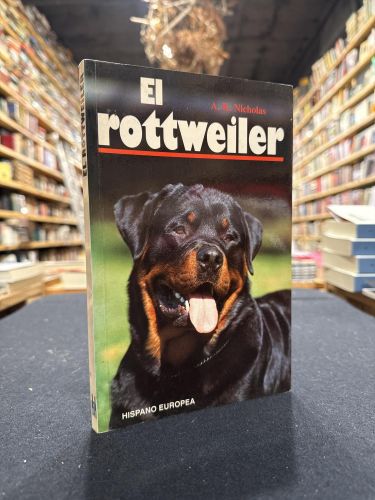 El
A. K. Nicholas
rottweiler
HISPANO EUROPEA